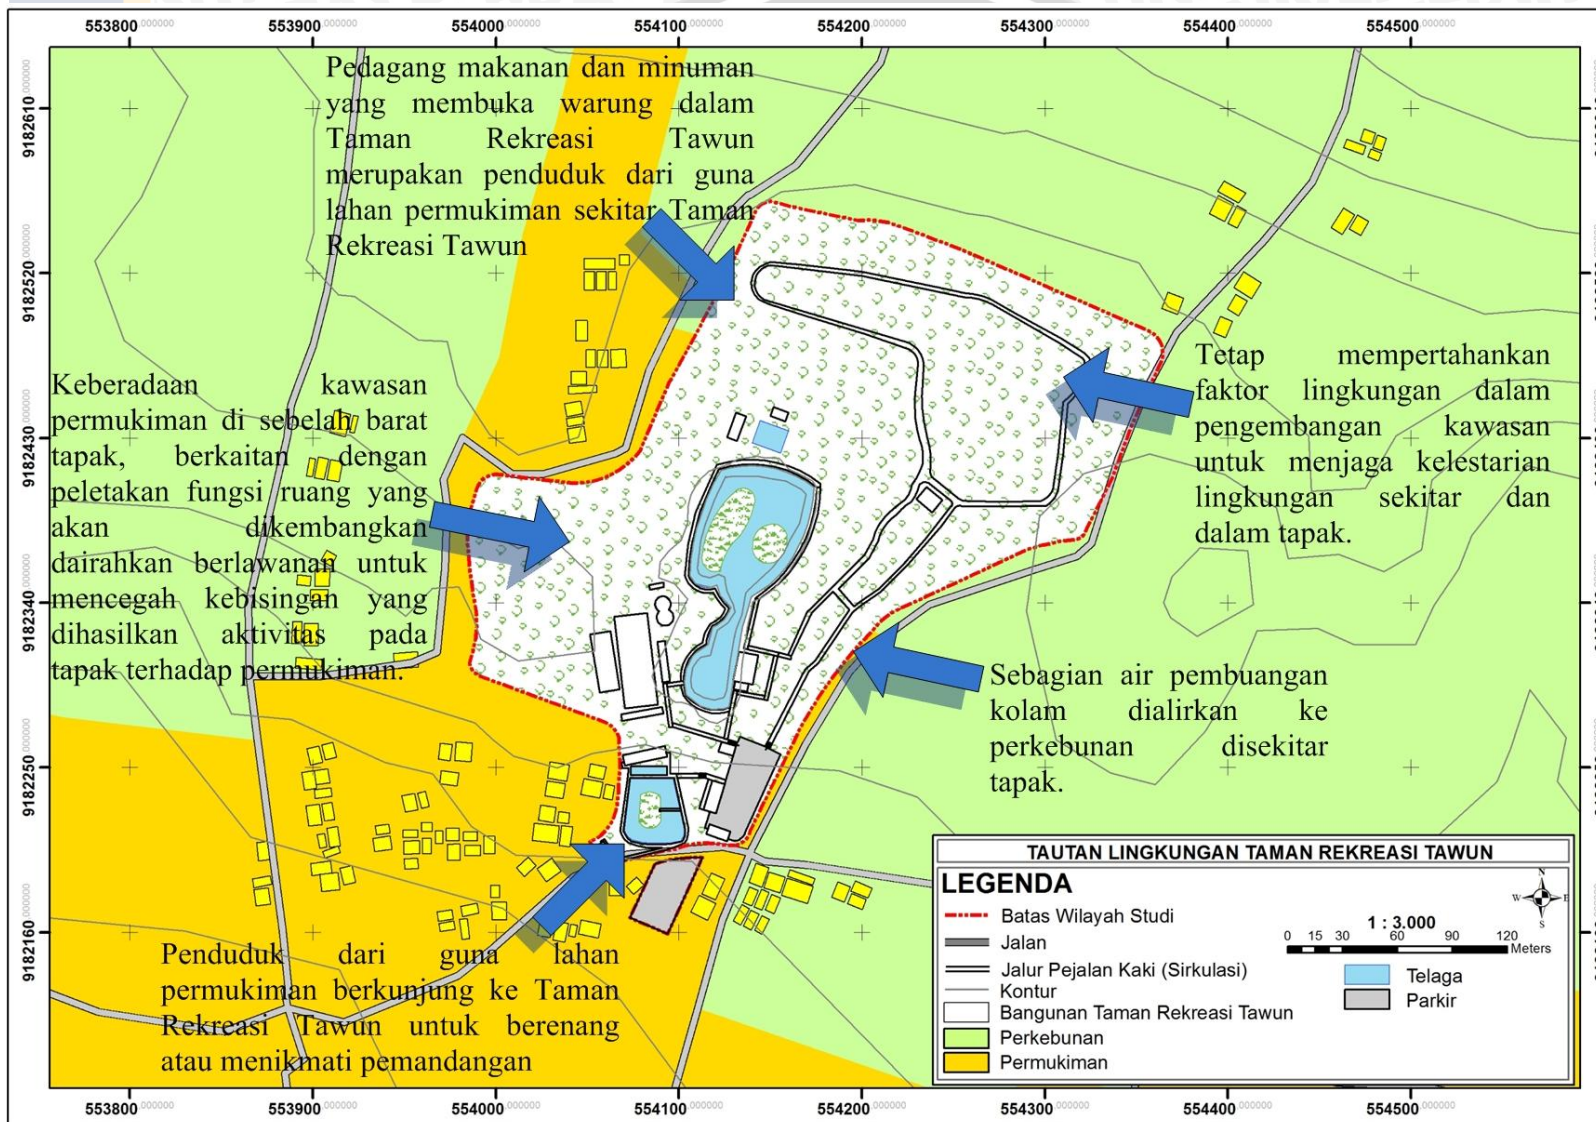 553800.000000 553900.000000 554000.000000 554100.000000 554200.000000 554300.000000 554400.000000 554500.000000
9182610.000000
9182520.000000
9182430.000000
9182340.000000
9182250.000000
9182160.000000
Pedagang makanan dan minuman
yang membuka warung dalam
Taman Rekreasi Tawun
merupakan penduduk dari guna
lahan permukiman sekitar Taman
Rekreasi Tawun
Keberadaan kawasan
permukiman di sebelah barat
tapak, berkaitan dengan
peletakan fungsi ruang yang
akan dikembangkan
dairahkan berlawanan untuk
mencegah kebisingan yang
dihasilkan aktivitas pada
tapak terhadap permukiman.
Tetap mempertahankan
faktor lingkungan dalam
pengembangan kawasan
untuk menjaga kelestarian
lingkungan sekitar dan
dalam tapak.
Sebagian air pembuangan
kolam dialirkan ke
perkebunan disekitar
tapak.
Penduduk dari guna lahan
permukiman berkunjung ke Taman
Rekreasi Tawun untuk berenang
atau menikmati pemandangan
TAUTAN LINGKUNGAN TAMAN REKREASI TAWUN
LEGENDA
Batas Wilayah Studi
Jalan
Jalur Pejalan Kaki (Sirkulasi)
Kontur
Bangunan Taman Rekreasi Tawun
Perkebunan
Permukiman
N
W E
S
1 : 3.000
0 15 30 60 90 120
Meters
Telaga
Parkir
553800.000000 553900.000000 554000.000000 554100.000000 554200.000000 554300.000000 554400.000000 554500.000000